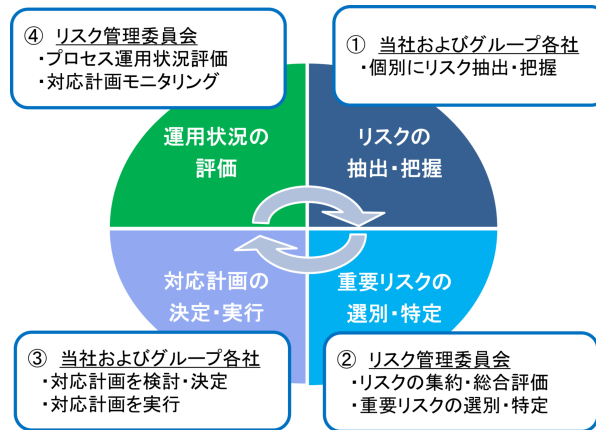 ④ リスク管理委員会
・プロセス運用状況評価
・対応計画モニタリング
① 当社およびグループ各社
・個別にリスク抽出・把握
運用状況の
評価
リスクの
抽出・把握
対応計画の
決定・実行
重要リスクの
選別・特定
③ 当社およびグループ各社
・対応計画を検討・決定
・対応計画を実行
② リスク管理委員会
・リスクの集約・総合評価
・重要リスクの選別・特定